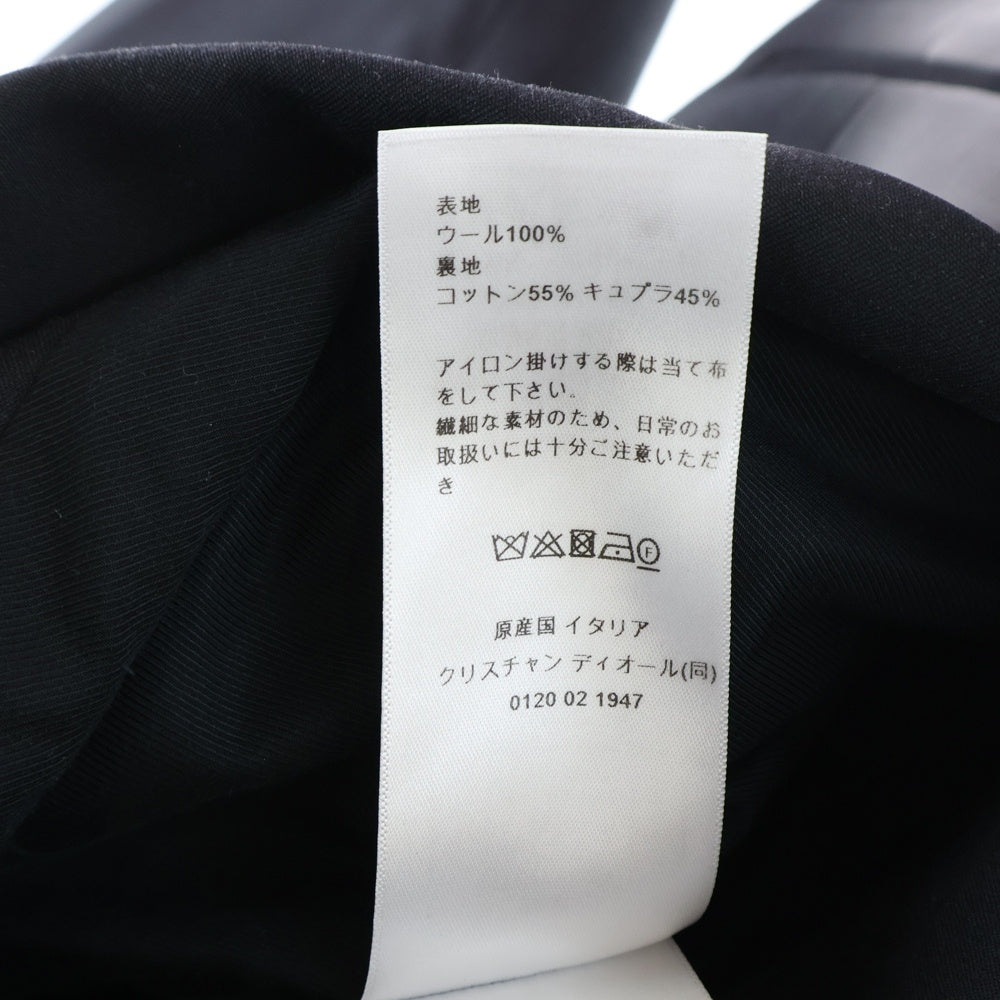 表地
ウール100%
裏地
コットン55% キュプラ45%
アイロン掛けする際は当て布
をして下さい。
繊細な素材のため、日常のお
取扱いには十分ご注意いただ
き
F
原産国 イタリア
クリスチャン ディオール(同)
0120 02 1947